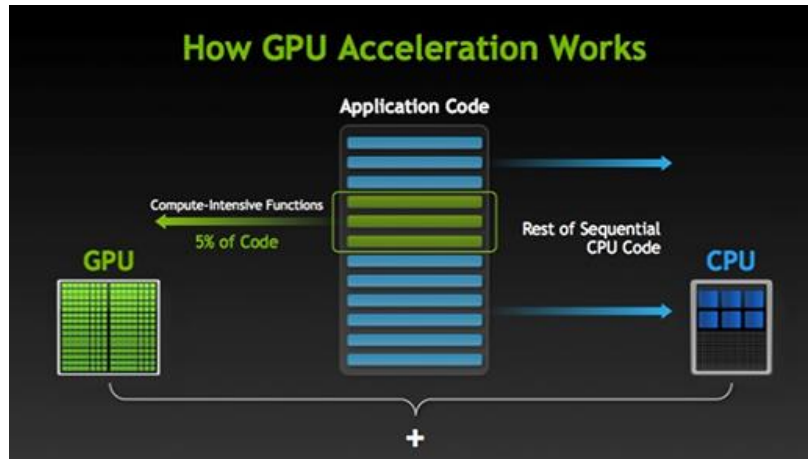 How GPU Acceleration Works
Application Code
Compute-Intensive Functions
5% of Code
Rest of Sequential
CPU Code
GPU
CPU
+